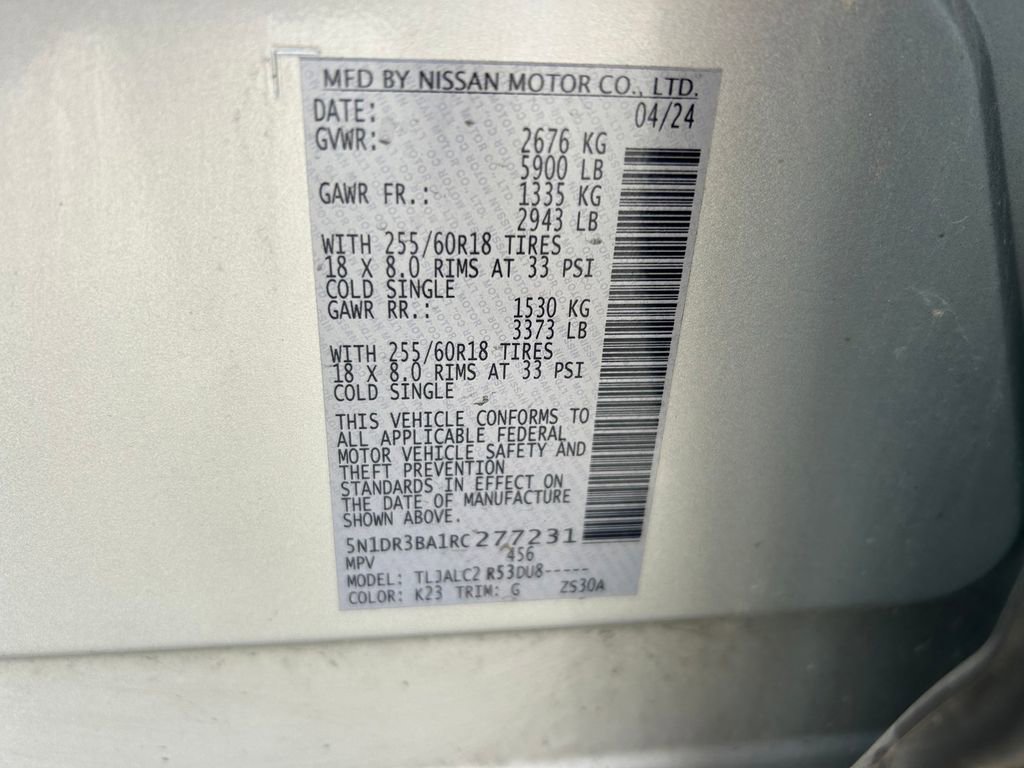 MFD BY NISSAN MOTOR CO., LTD.
DATE: 04/24
GVWR: 2676 KG
5900 LB
GAWR FR.: 1335 KG
2943 LB
WITH 255/60R18 TIRES
18 X 8.0 RIMS AT 33 PSI
COLD SINGLE
GAWR RR.: 1530 KG
3373 LB
WITH 255/60R18 TIRES
18 X 8.0 RIMS AT 33 PSI
COLD SINGLE
THIS VEHICLE CONFORMS TO
ALL APPLICABLE FEDERAL
MOTOR VEHICLE SAFETY AND
THEFT PREVENTION
STANDARDS IN EFFECT ON
THE DATE OF MANUFACTURE
SHOWN ABOVE.
5N1DR3BA1RC277231
MPV 456
MODEL: TLJALC2 R53DU8-----
COLOR: K23 TRIM: G ZS30A